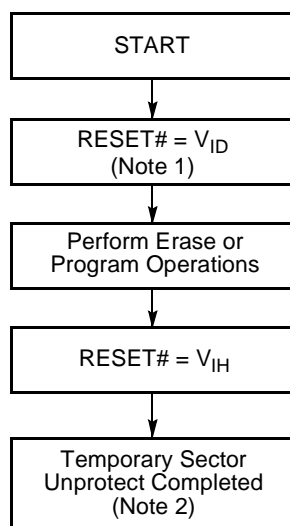 START
RESET# = VID
(Note 1)
Perform Erase or
Program Operations
RESET# = VIH
Temporary Sector
Unprotect Completed
(Note 2)